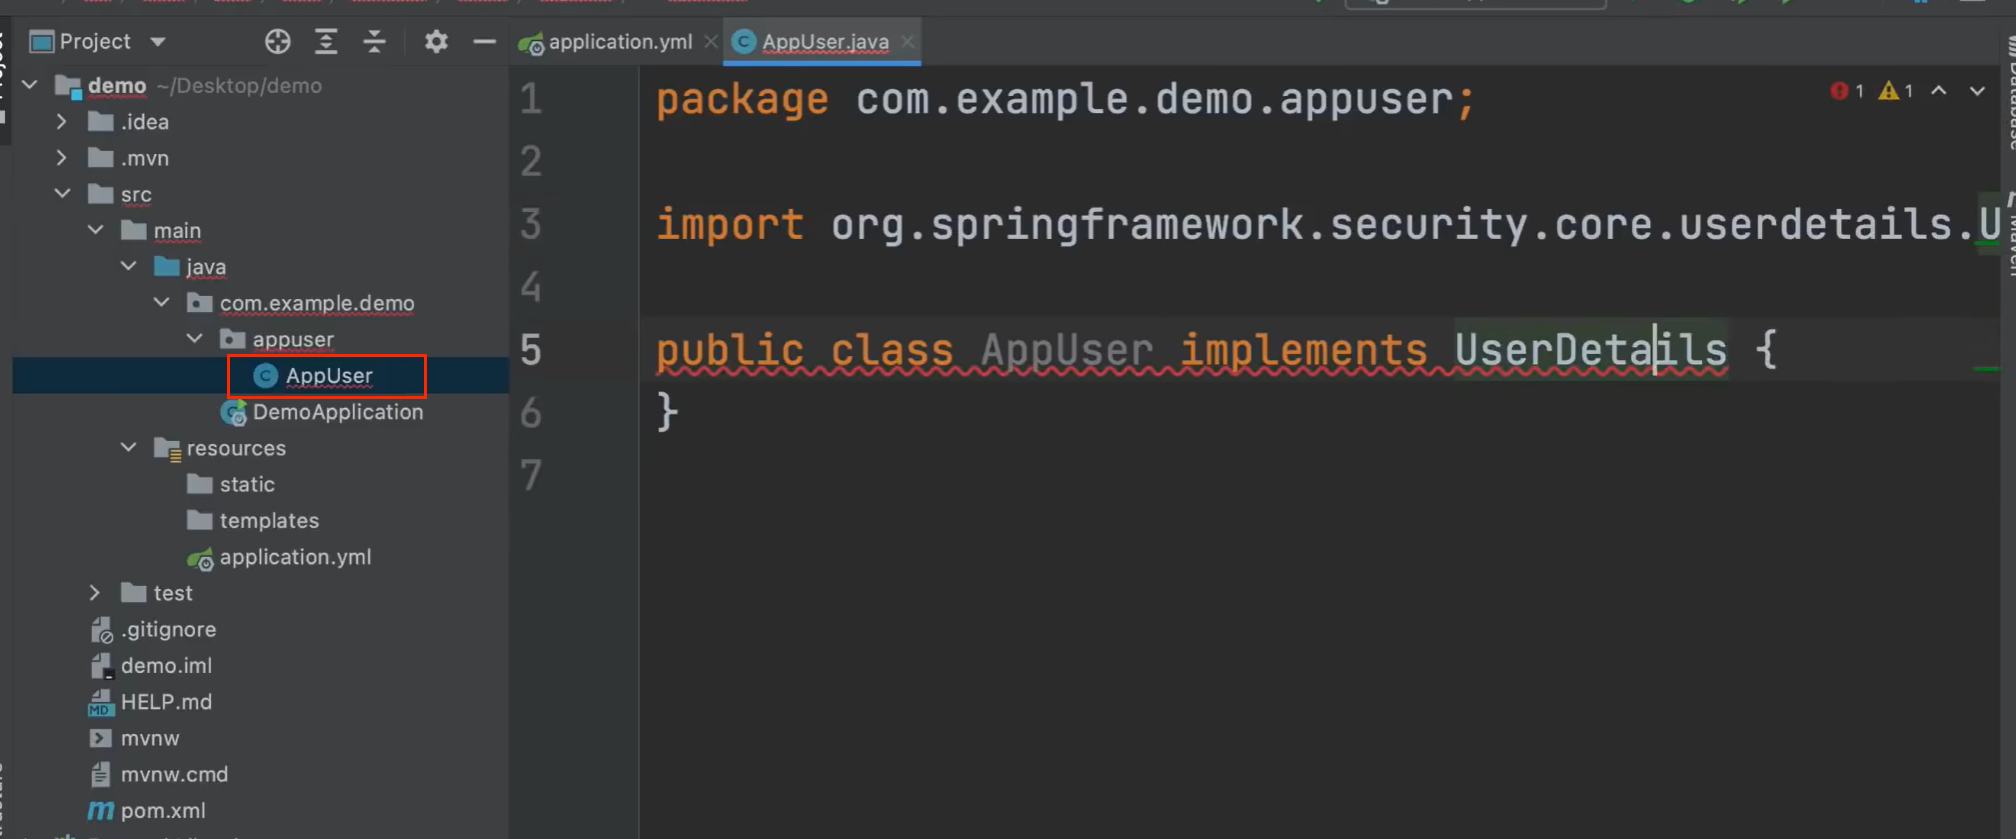 Project
demo ~/Desktop/demo
.idea
.mvn
src
main
java
com.example.demo
appuser
AppUser
DemoApplication
resources
static
templates
application.yml
test
.gitignore
demo.iml
HELP.md
mvnw
mvnw.cmd
pom.xml
application.yml
AppUser.java
1 package com.example.demo.appuser;
2
3 import org.springframework.security.core.userdetails.U
4
5 public class AppUser implements UserDetails {
6 }
7
1 1
Database
Maven